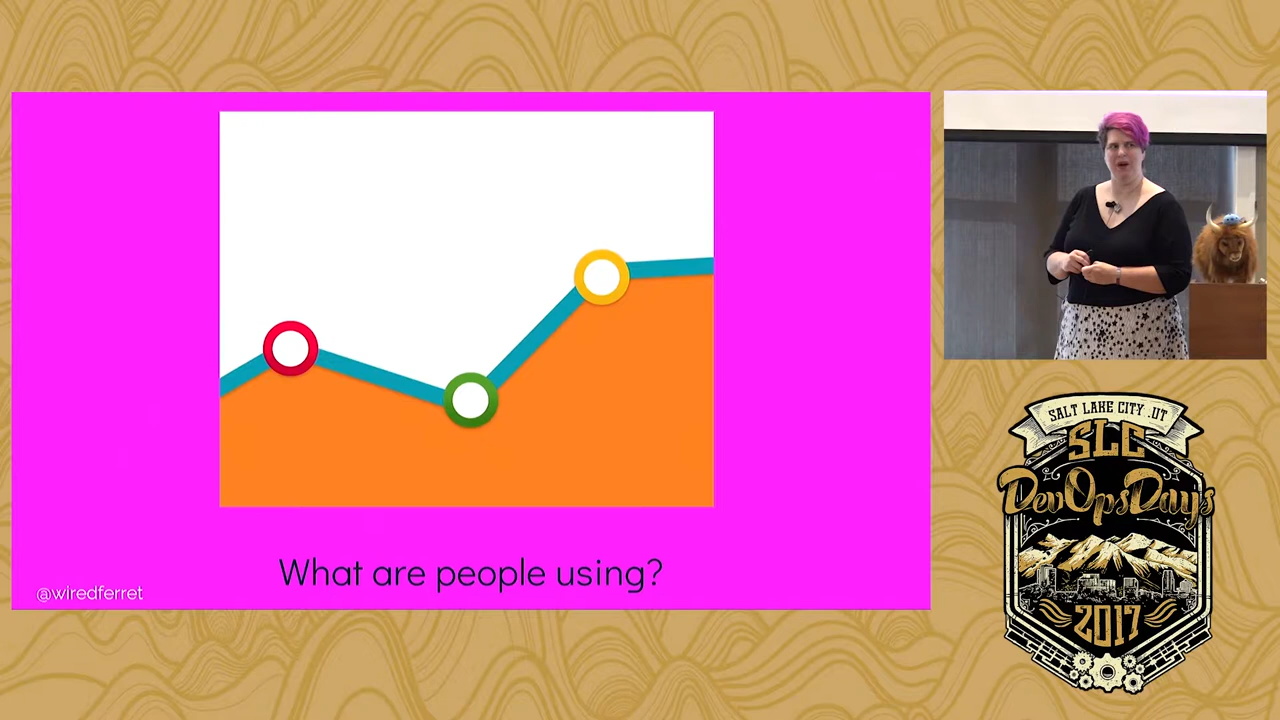 What are people using?
@wiredferret
SALT LAKE CITY .UT
SLC
DevOpsDays
2017